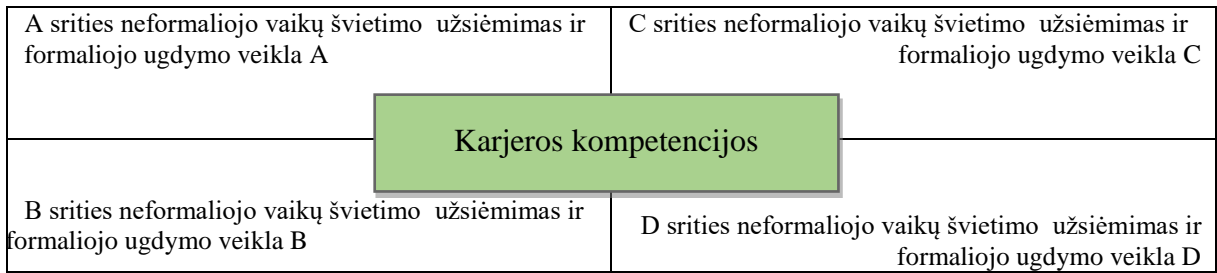 A srities neformaliojo vaikų švietimo užsiėmimas ir
formaliojo ugdymo veikla A
C srities neformaliojo vaikų švietimo užsiėmimas ir
formaliojo ugdymo veikla C
Karjeros kompetencijos
B srities neformaliojo vaikų švietimo užsiėmimas ir
formaliojo ugdymo veikla B
D srities neformaliojo vaikų švietimo užsiėmimas ir
formaliojo ugdymo veikla D